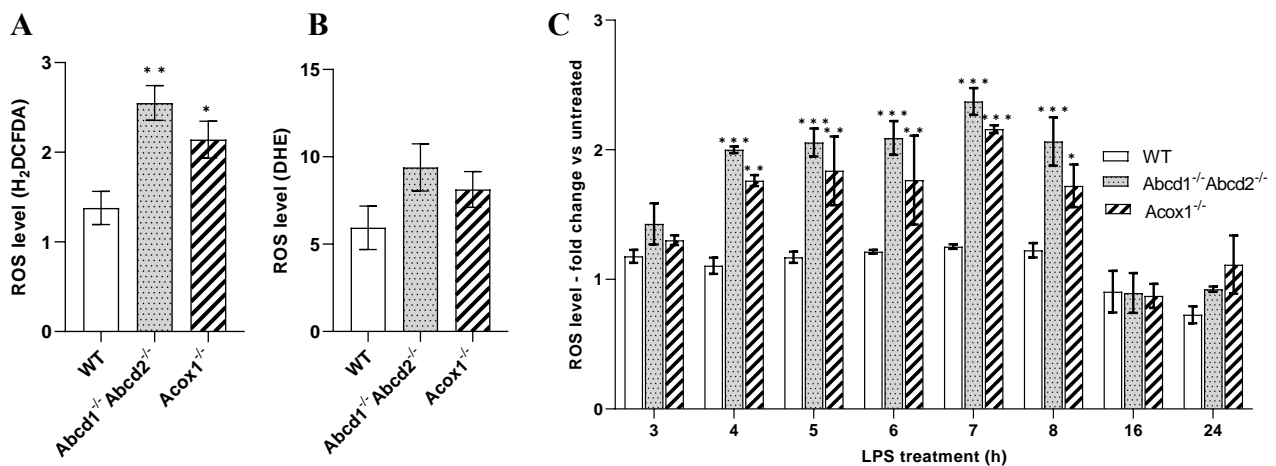 A
ROS level (H₂DCFDA)
3
2
1
0
* *
*
WT
Abcd1⁻/⁻Abcd2⁻/⁻
Acox1⁻/⁻
B
ROS level (DHE)
15
10
5
0
WT
Abcd1⁻/⁻Abcd2⁻/⁻
Acox1⁻/⁻
C
ROS level - fold change vs untreated
3
2
1
0
* * *
* *
* * *
* *
* * *
* *
* * *
* * *
* * *
*
WT
Abcd1⁻/⁻Abcd2⁻/⁻
Acox1⁻/⁻
3 4 5 6 7 8 16 24
LPS treatment (h)